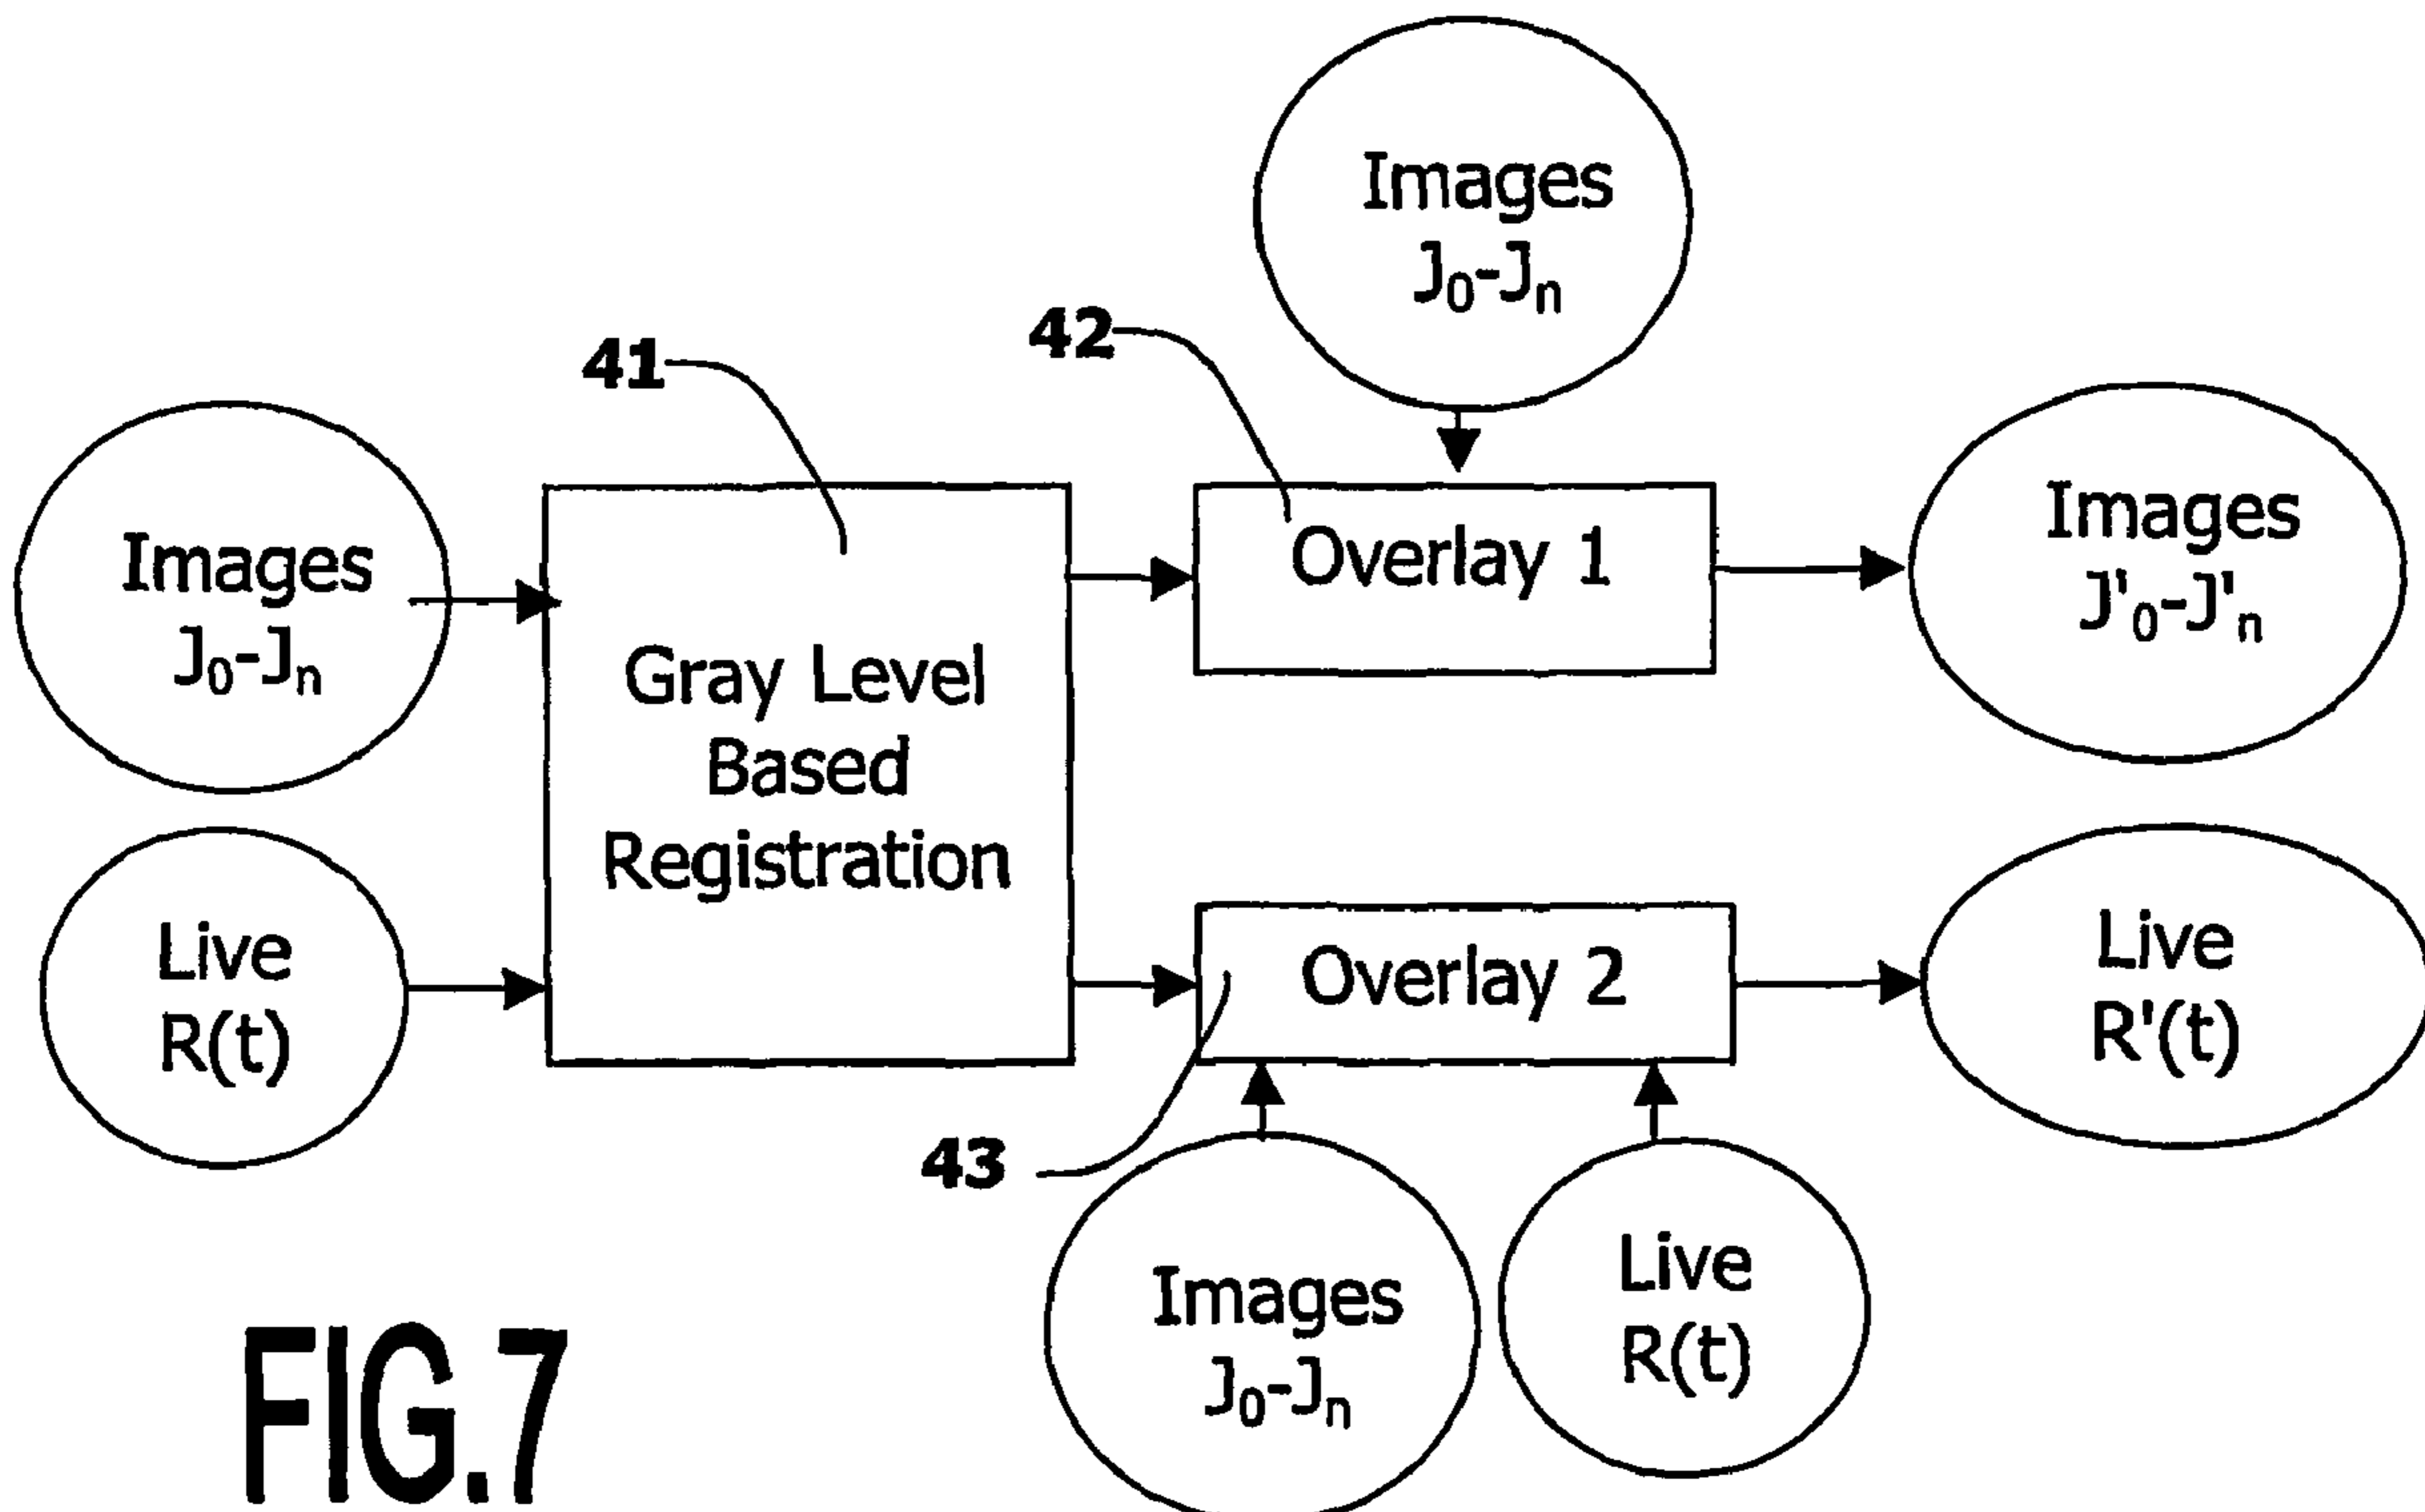 Images
J₀-Jₙ
42
41
Images
J₀-Jₙ
Overlay 1
Images
J'₀-J'ₙ
Gray Level
Based
Registration
Live
R(t)
Overlay 2
Live
R'(t)
43
Images
J₀-Jₙ
Live
R(t)
FIG.7